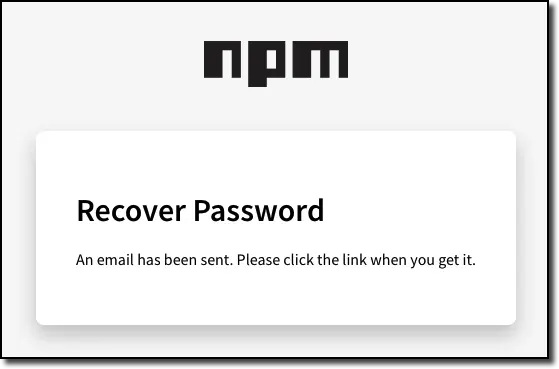 npm
Recover Password
An email has been sent. Please click the link when you get it.